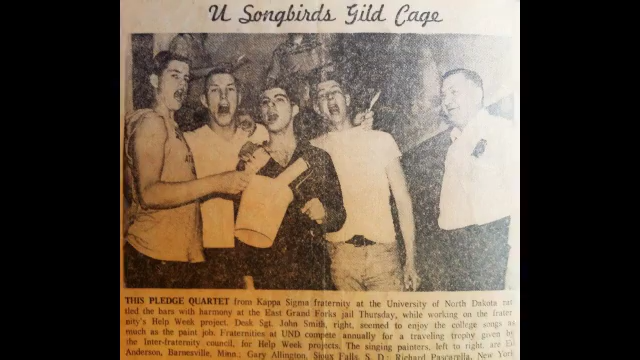 U Songbirds Gild Cage
THIS PLEDGE QUARTET from Kappa Sigma fraternity at the University of North Dakota rat
tled the bars with harmony at the East Grand Forks jail Thursday, while working on the frater
nity's Help Week project. Desk Sgt. John Smith, right, seemed to enjoy the college songs as
much as the paint job. Fraternities at UND compete annually for a traveling trophy given by
the Inter-fraternity council, for Help Week projects. The singing painters, left to right, are Ed
Anderson, Barnesville, Minn.; Gary Allington, Sioux Falls, S. D.; Richard Pascarella, New York